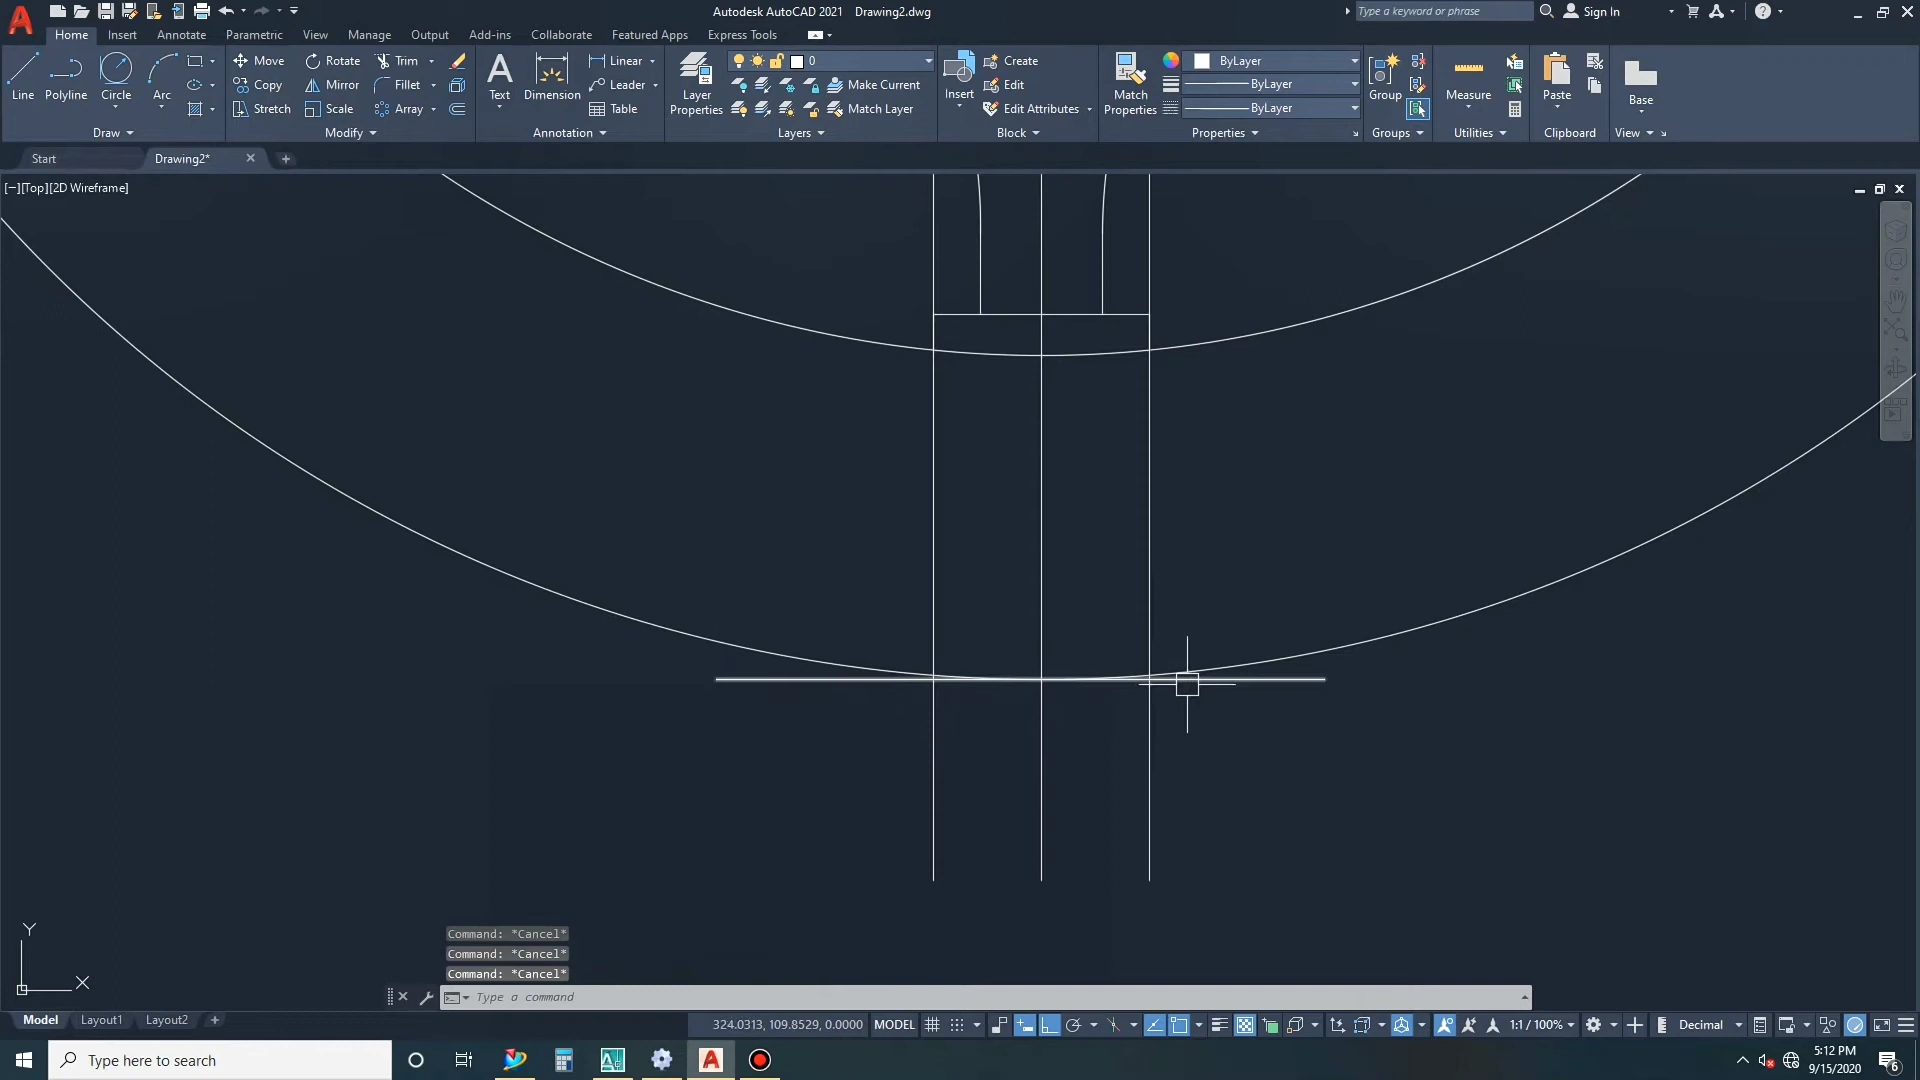 Autodesk AutoCAD 2021 Drawing2.dwg
Type a keyword or phrase
Sign In
Home Insert Annotate Parametric View Manage Output Add-ins Collaborate Featured Apps Express Tools
Line Polyline Circle Arc
Draw
Move Rotate Trim
Copy Mirror Fillet
Stretch Scale Array
Modify
Text Dimension
Linear
Leader
Table
Annotation
Layer Properties
0
Make Current
Match Layer
Layers
Insert
Create
Edit
Edit Attributes
Block
Match Properties
ByLayer
ByLayer
ByLayer
Properties
Group
Groups
Measure
Utilities
Paste
Clipboard
Base
View
Start Drawing2*
[−][Top][2D Wireframe]
Y
X
Command: *Cancel*
Command: *Cancel*
Command: *Cancel*
Type a command
Model Layout1 Layout2
324.0313, 109.8529, 0.0000 MODEL 1:1 / 100% Decimal
Type here to search
5:12 PM
9/15/2020
6